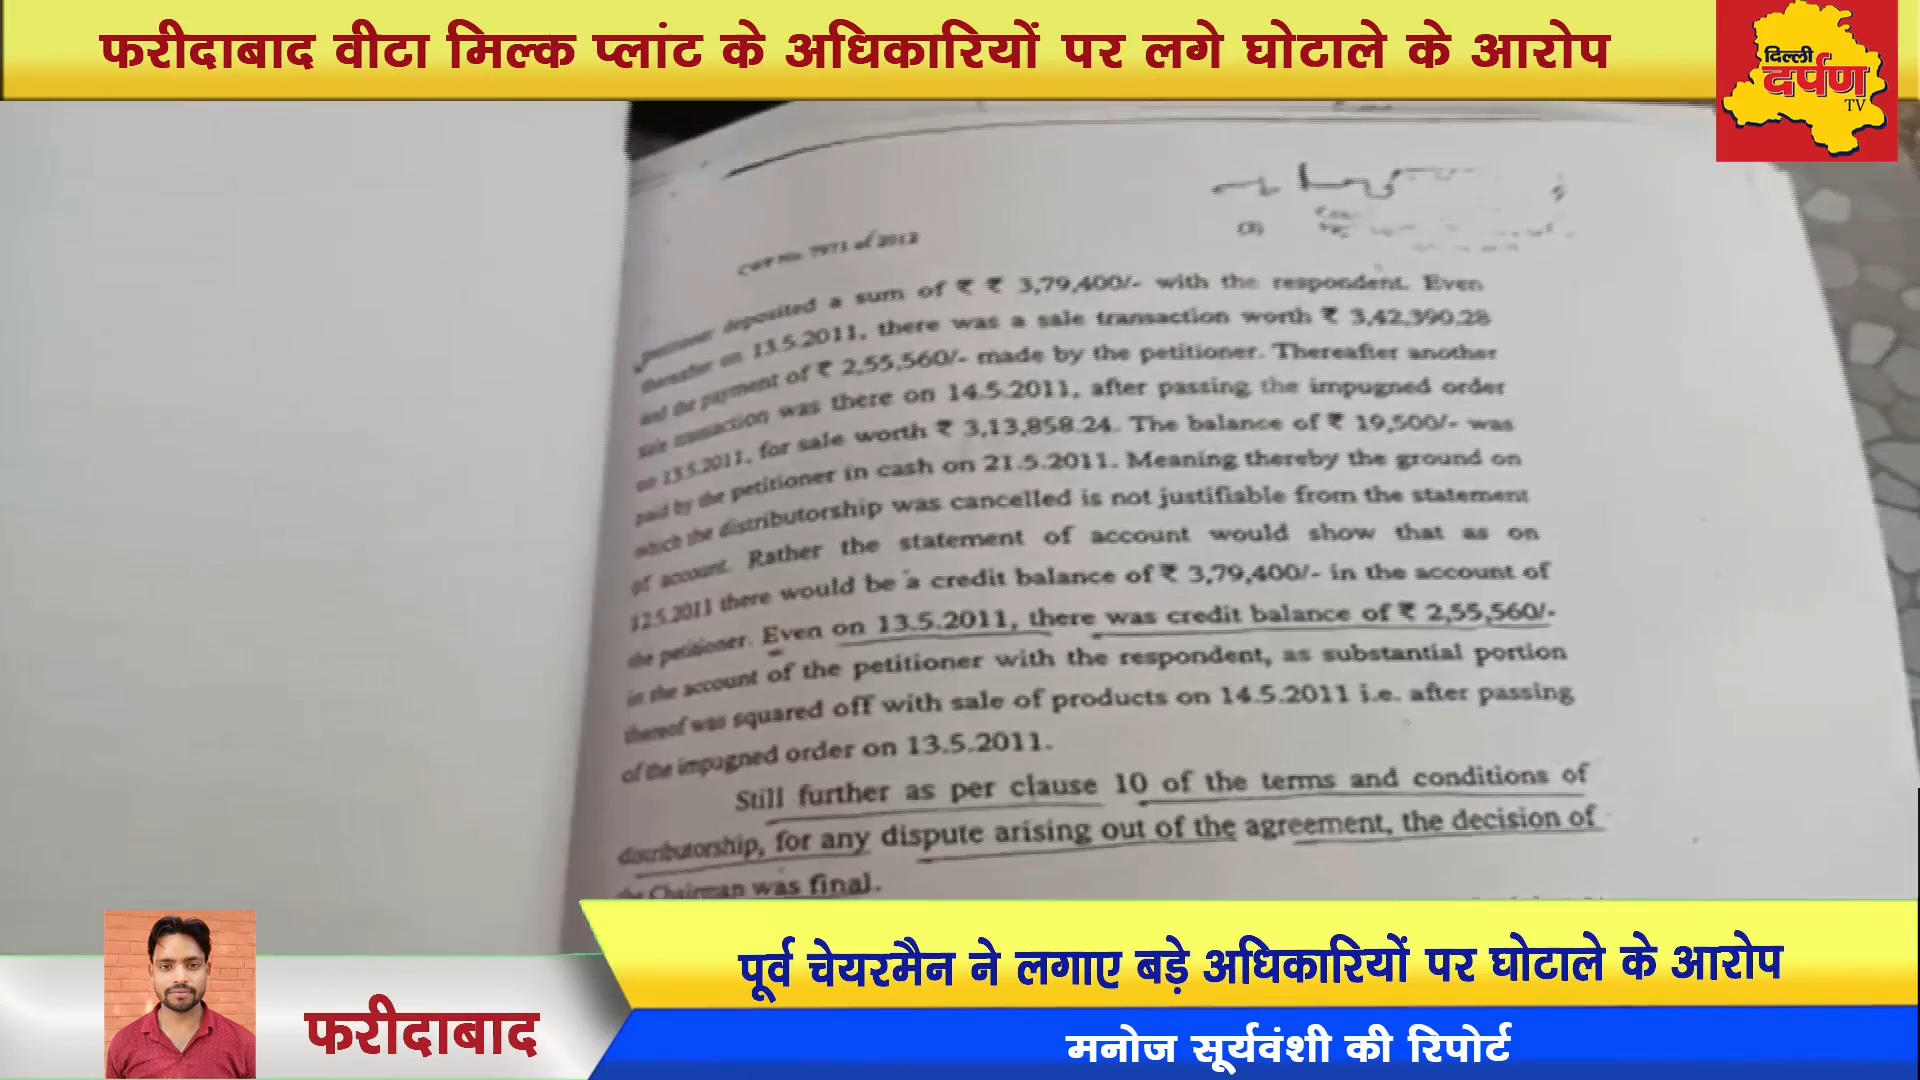 फरीदाबाद वीटा मिल्क प्लांट के अधिकारियों पर लगे घोटाले के आरोप
दिल्ली
दर्पण
TV
CWP No. 7971 of 2012
(3)
petitioner deposited a sum of ₹ ₹ 3,79,400/- with the respondent. Even
thereafter on 13.5.2011, there was a sale transaction worth ₹ 3,42,390.28
and the payment of ₹ 2,55,560/- made by the petitioner. Thereafter another
sale transaction was there on 14.5.2011, after passing the impugned order
on 13.5.2011, for sale worth ₹ 3,13,858.24. The balance of ₹ 19,500/- was
paid by the petitioner in cash on 21.5.2011. Meaning thereby the ground on
which the distributorship was cancelled is not justifiable from the statement
of account. Rather the statement of account would show that as on
12.5.2011 there would be a credit balance of ₹ 3,79,400/- in the account of
the petitioner. Even on 13.5.2011, there was credit balance of ₹ 2,55,560/-
in the account of the petitioner with the respondent, as substantial portion
thereof was squared off with sale of products on 14.5.2011 i.e. after passing
of the impugned order on 13.5.2011.
Still further as per clause 10 of the terms and conditions of
distributorship, for any dispute arising out of the agreement, the decision of
the Chairman was final.
पूर्व चेयरमैन ने लगाए बड़े अधिकारियों पर घोटाले के आरोप
फरीदाबाद
मनोज सूर्यवंशी की रिपोर्ट